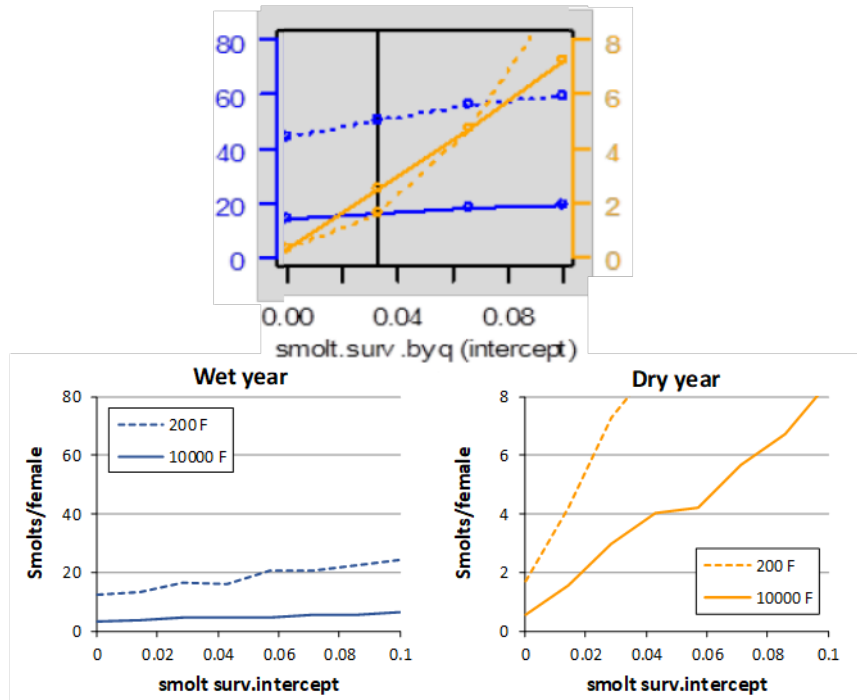 80 8
60 6
40 4
20 2
0 0
0.00 0.04 0.08
smolt.surv.byq (intercept)
Wet year
80
60
40
20
0
Smolts/female
200 F
10000 F
0 0.02 0.04 0.06 0.08 0.1
smolt surv.intercept
Dry year
8
6
4
2
0
Smolts/female
200 F
10000 F
0 0.02 0.04 0.06 0.08 0.1
smolt surv.intercept